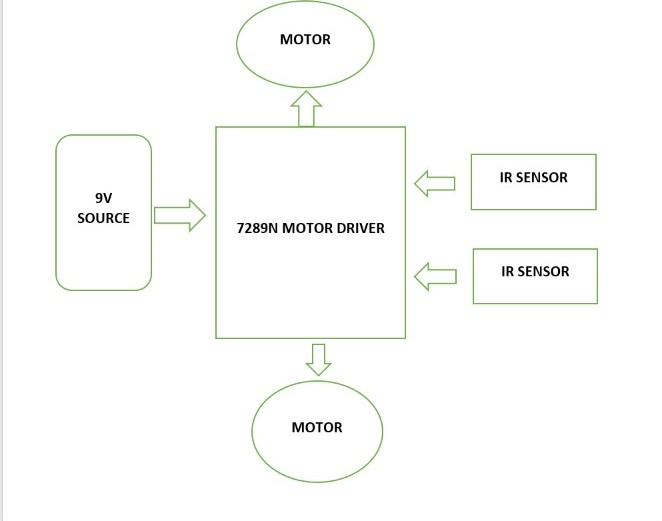 MOTOR
9V
SOURCE
7289N MOTOR DRIVER
IR SENSOR
IR SENSOR
MOTOR